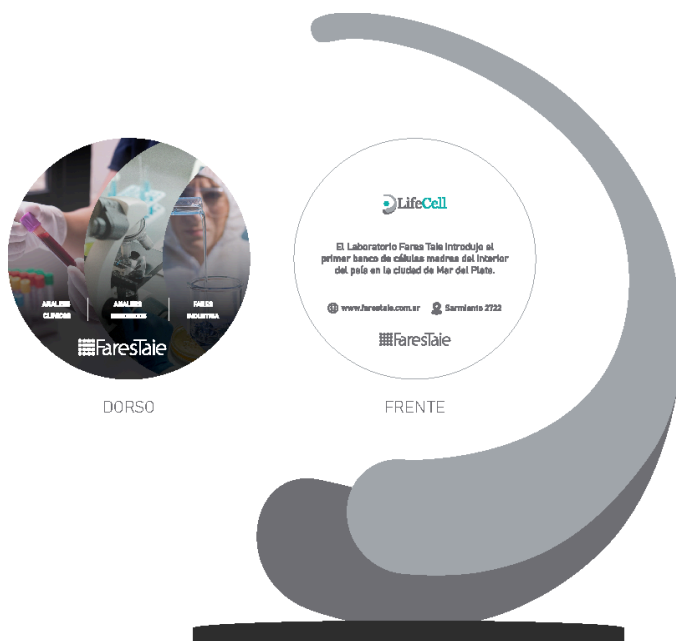 LifeCell
El Laboratorio Fares Taie introdujo el
primer banco de células madres del interior
del país en la ciudad de Mar del Plata.
www.farestaie.com.ar Sarmiento 2722
FaresTaie
FRENTE
ANALISIS
CLINICOS
ANALISIS
FARES
INDUSTRIA
FaresTaie
DORSO